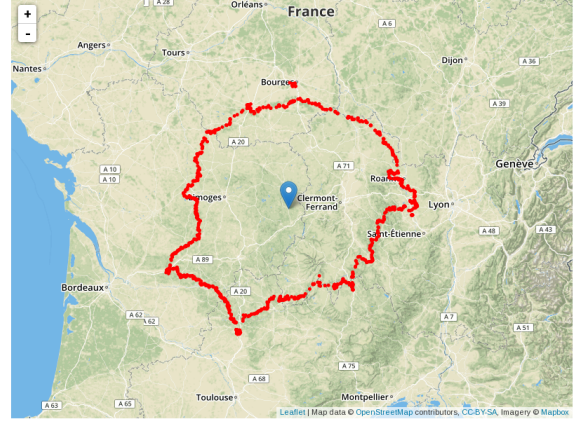 +
-
A 28
Orléans
France
A 6
Angers
Tours
Dijon
A 36
Nantes
Bourges
A 39
A 20
A 10
A 10
A 71
Genève
Clermont-
Ferrand
Lyon
Saint-Étienne
A 48
A 43
A 89
A 20
Bordeaux
A 62
A 62
A 7
A 51
A 75
A 68
Toulouse
Montpellier
A 63
A 65
Leaflet | Map data © OpenStreetMap contributors, CC-BY-SA, Imagery © Mapbox